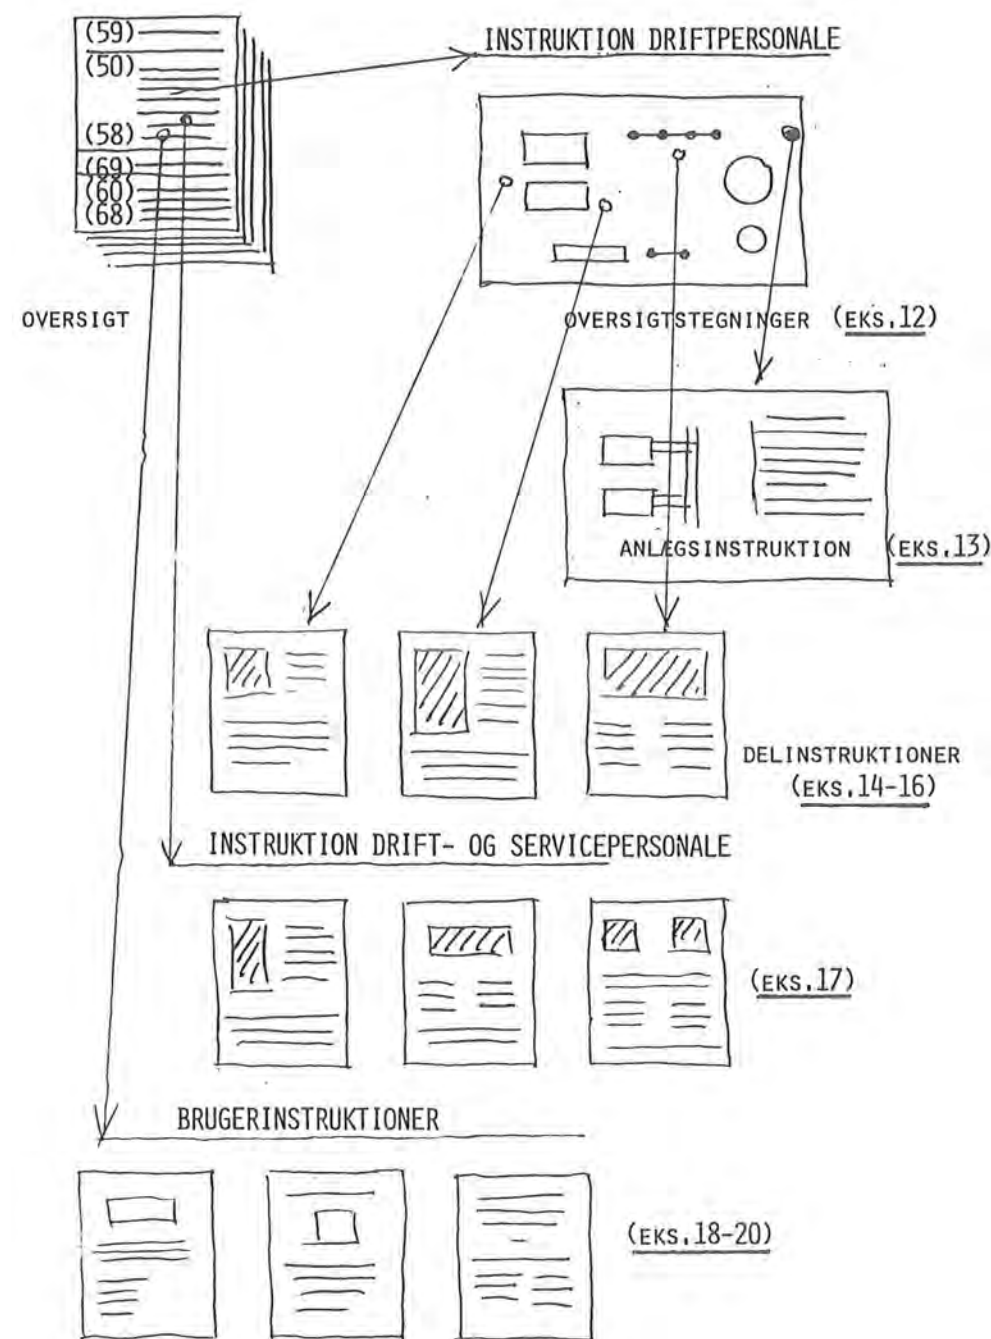 (59)
(50)
(58)
(69)
(60)
(68)
INSTRUKTION DRIFTPERSONALE
OVERSIGT
OVERSIGTSTEGNINGER (EKS.12)
ANLÆGSINSTRUKTION (EKS.13)
DELINSTRUKTIONER
(EKS.14-16)
INSTRUKTION DRIFT- OG SERVICEPERSONALE
(EKS.17)
BRUGERINSTRUKTIONER
(EKS.18-20)